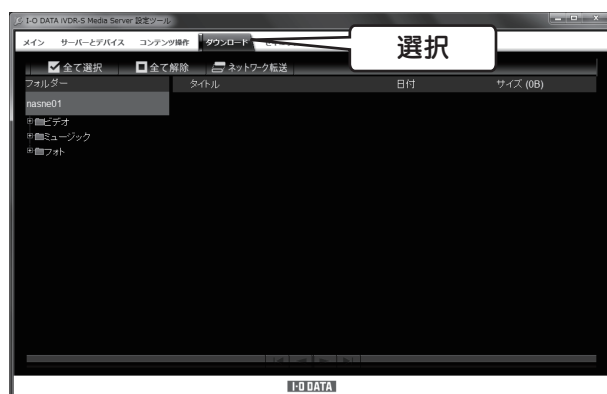 I-O DATA iVDR-S Media Server 設定ツール
メイン サーバーとデバイス コンテンツ操作 ダウンロード
選択
全て選択 全て解除 ネットワーク転送
フォルダー タイトル 日付 サイズ (0B)
nasne01
ビデオ
ミュージック
フォト
I-O DATA